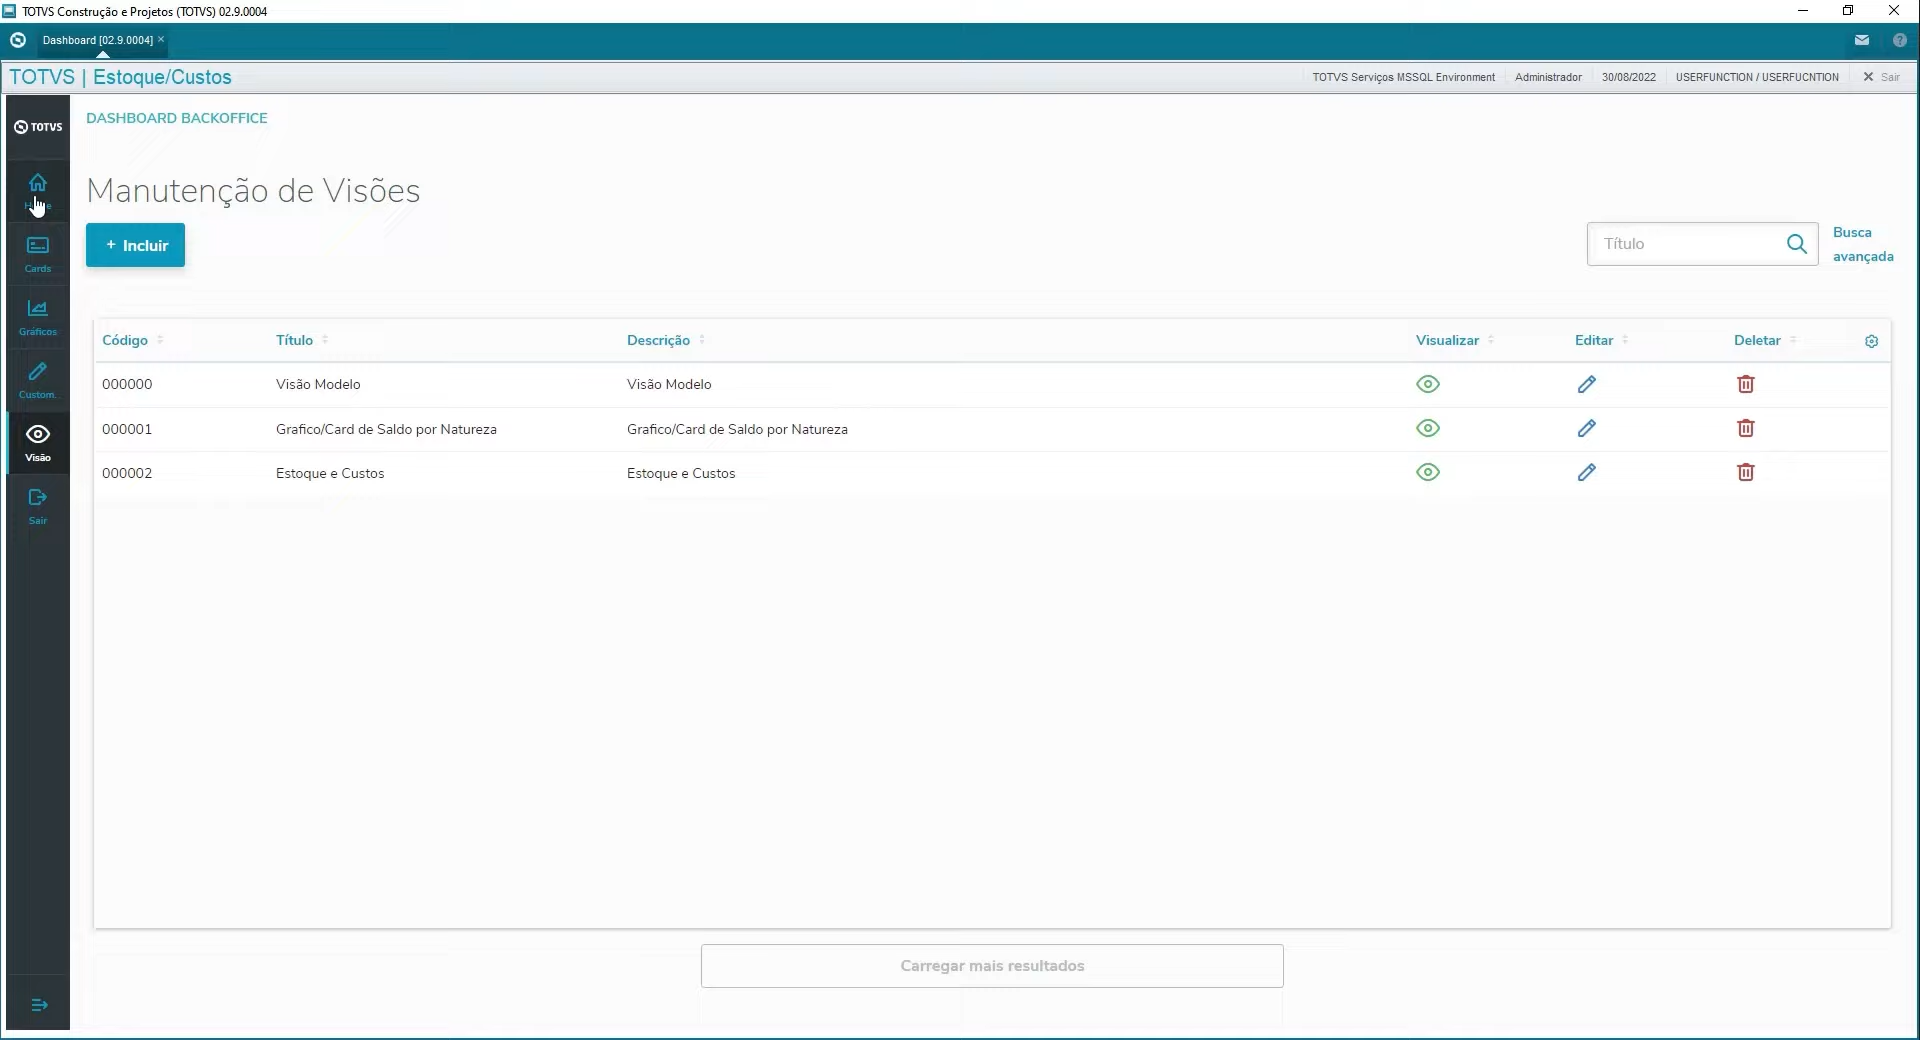 TOTVS Construção e Projetos (TOTVS) 02.9.0004
Dashboard [02.9.0004] ×
TOTVS | Estoque/Custos
TOTVS Serviços MSSQL Environment
Administrador
30/08/2022
USERFUNCTION / USERFUCNTION
Sair
TOTVS
Cards
Gráficos
Custom...
Visão
Sair
DASHBOARD BACKOFFICE
Manutenção de Visões
+ Incluir
Título
Busca
avançada
Código Título Descrição Visualizar Editar Deletar
000000 Visão Modelo Visão Modelo
000001 Grafico/Card de Saldo por Natureza Grafico/Card de Saldo por Natureza
000002 Estoque e Custos Estoque e Custos
Carregar mais resultados